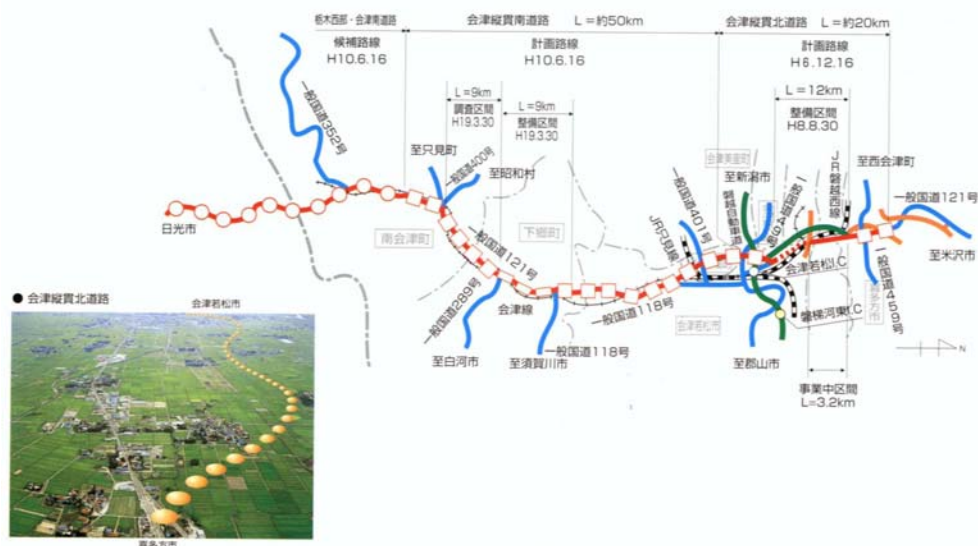 栃木西部・会津南道路
会津縦貫南道路 L=約50km
会津縦貫北道路 L=約20km
候補路線
H10.6.16
計画路線
H10.6.16
計画路線
H6.12.16
L=9km
調査区間
H19.3.30
L=9km
整備区間
H19.3.30
L=12km
整備区間
H8.8.30
一般国道352号
至只見町
一般国道400号
至昭和村
会津美里町
至新潟市
磐越自動車道
JR磐越西線
至西会津町
一般国道121号
日光市
南会津町
下郷町
一般国道121号
JR只見線
一般国道401号
会津若松I.C
至米沢市
一般国道289号
会津線
一般国道118号
会津若松市
磐梯河東I.C
喜多方市
一般国道459号
至白河市
至須賀川市
一般国道118号
至郡山市
事業中区間
L=3.2km
N
● 会津縦貫北道路
会津若松市
喜多方市